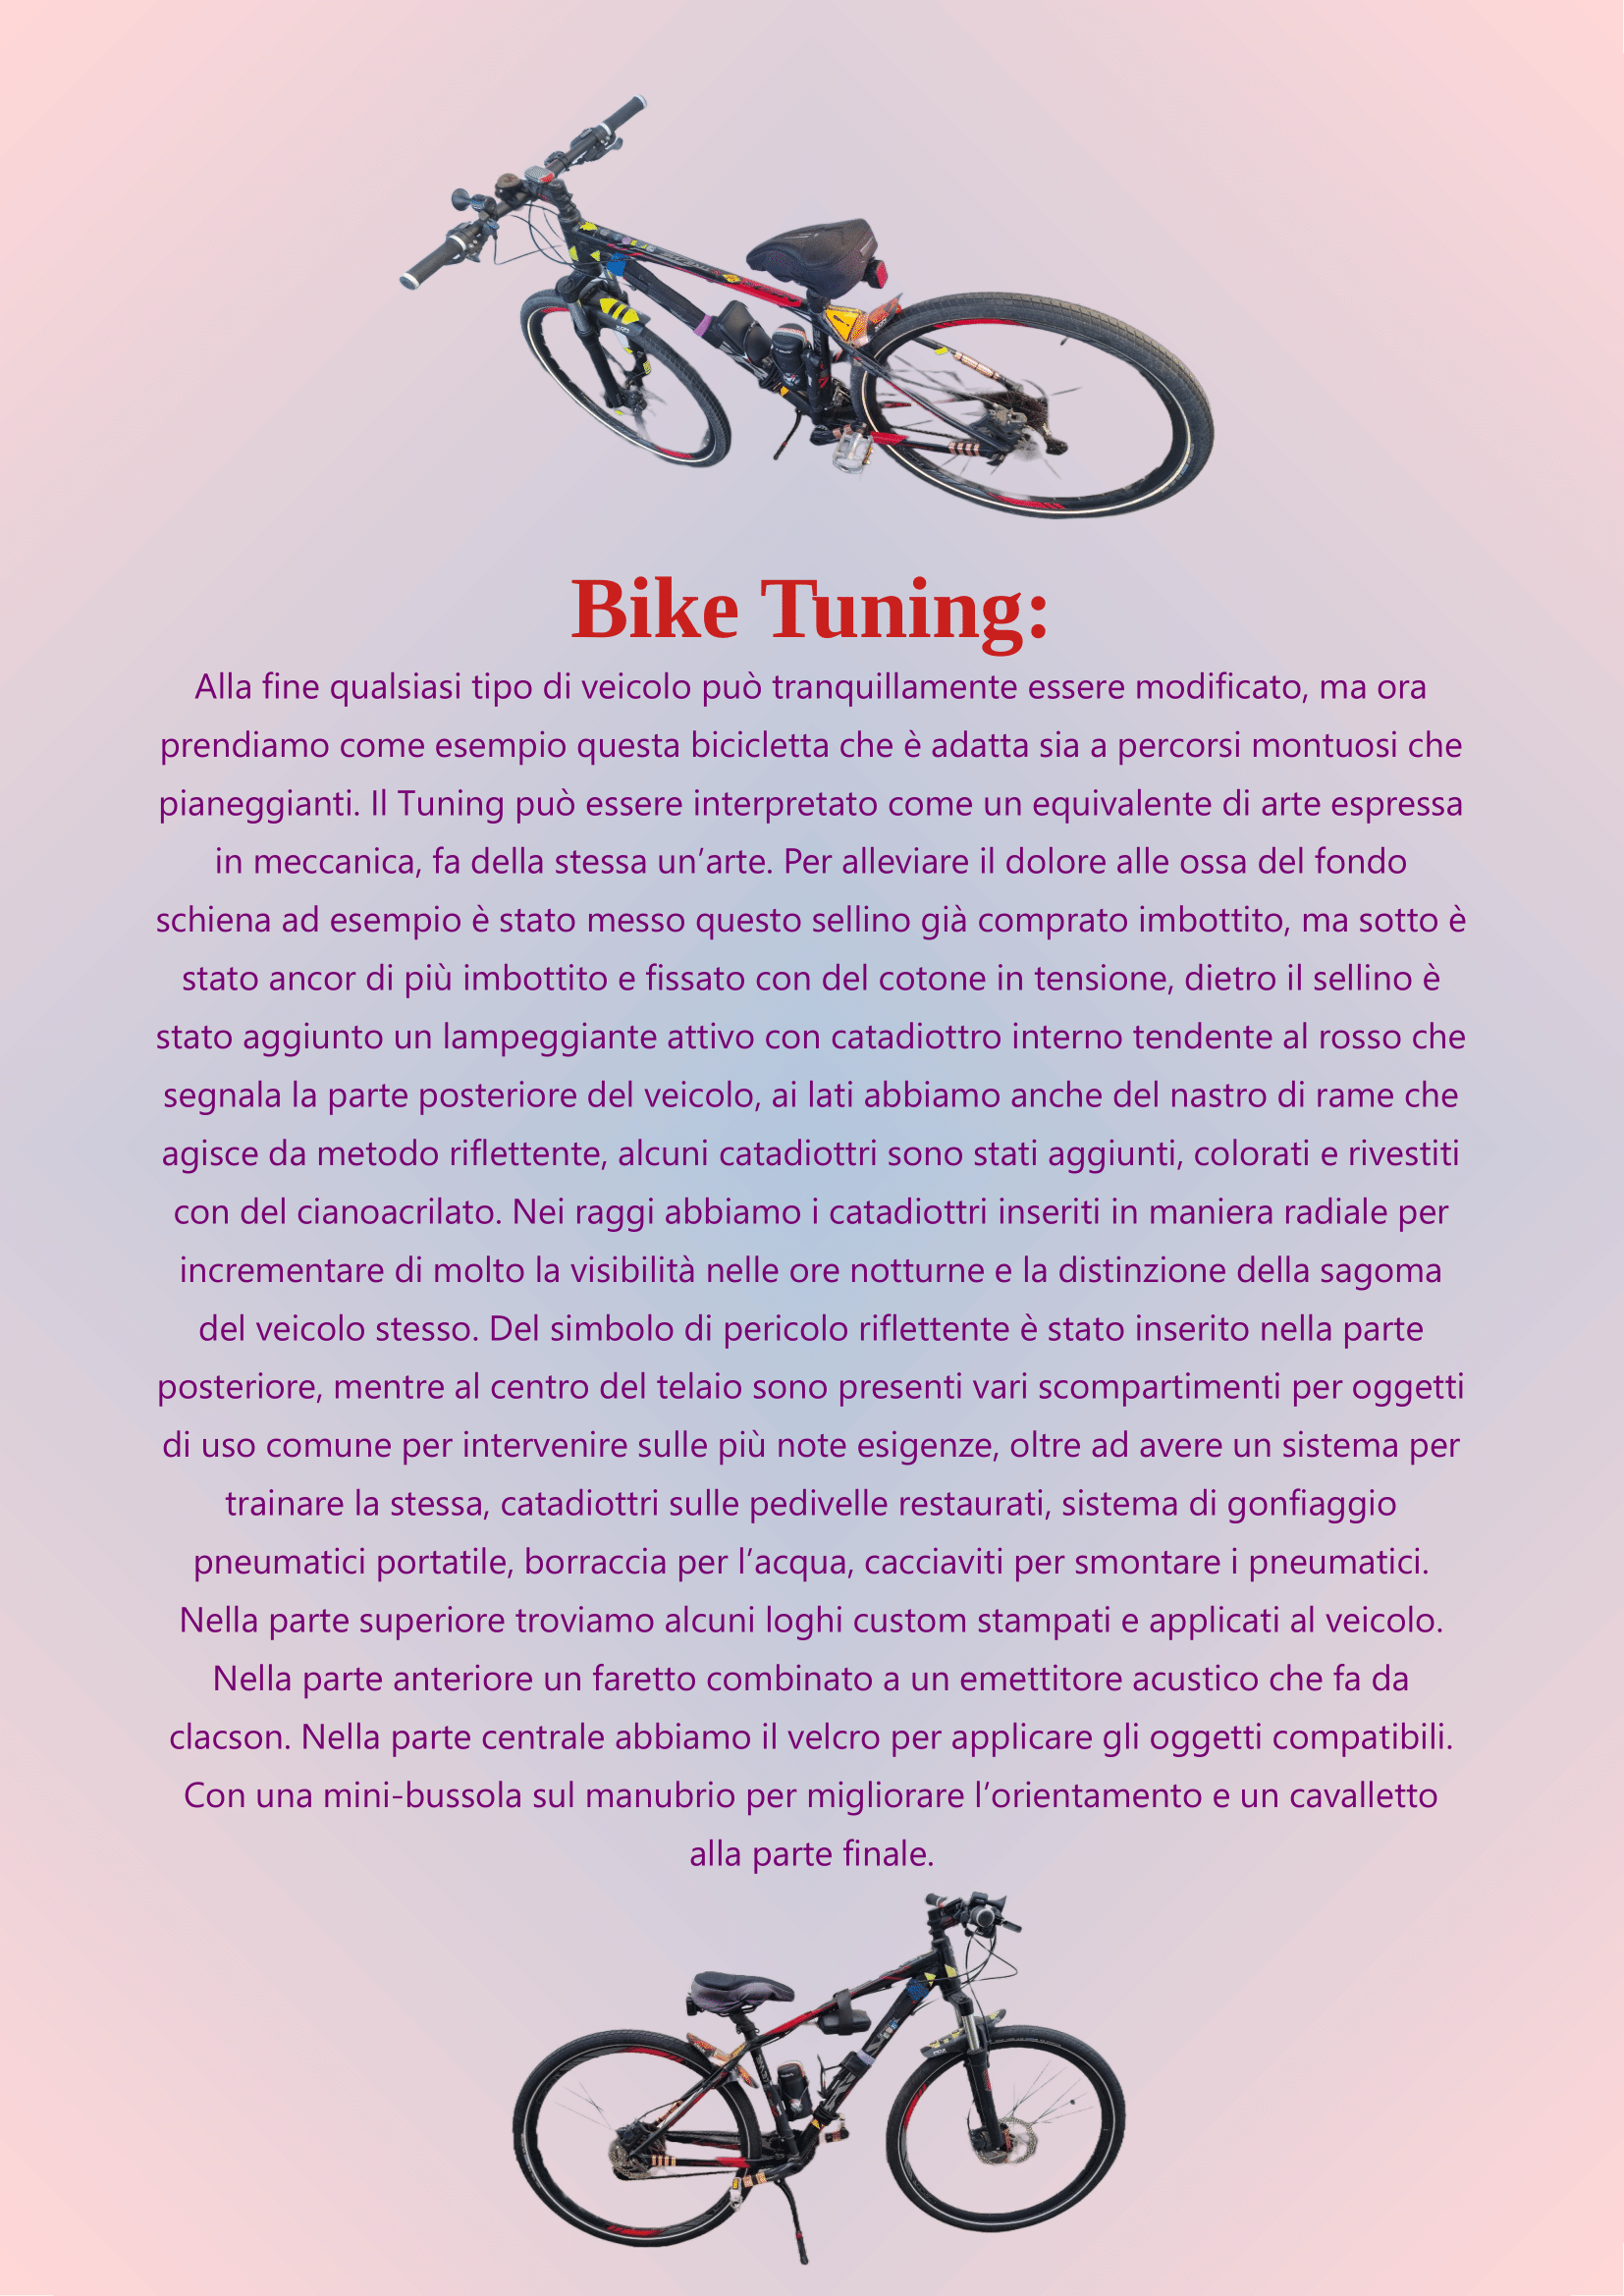 Bike Tuning:
Alla fine qualsiasi tipo di veicolo può tranquillamente essere modificato, ma ora
prendiamo come esempio questa bicicletta che è adatta sia a percorsi montuosi che
pianeggianti. Il Tuning può essere interpretato come un equivalente di arte espressa
in meccanica, fa della stessa un’arte. Per alleviare il dolore alle ossa del fondo
schiena ad esempio è stato messo questo sellino già comprato imbottito, ma sotto è
stato ancor di più imbottito e fissato con del cotone in tensione, dietro il sellino è
stato aggiunto un lampeggiante attivo con catadiottro interno tendente al rosso che
segnala la parte posteriore del veicolo, ai lati abbiamo anche del nastro di rame che
agisce da metodo riflettente, alcuni catadiottri sono stati aggiunti, colorati e rivestiti
con del cianoacrilato. Nei raggi abbiamo i catadiottri inseriti in maniera radiale per
incrementare di molto la visibilità nelle ore notturne e la distinzione della sagoma
del veicolo stesso. Del simbolo di pericolo riflettente è stato inserito nella parte
posteriore, mentre al centro del telaio sono presenti vari scompartimenti per oggetti
di uso comune per intervenire sulle più note esigenze, oltre ad avere un sistema per
trainare la stessa, catadiottri sulle pedivelle restaurati, sistema di gonfiaggio
pneumatici portatile, borraccia per l’acqua, cacciaviti per smontare i pneumatici.
Nella parte superiore troviamo alcuni loghi custom stampati e applicati al veicolo.
Nella parte anteriore un faretto combinato a un emettitore acustico che fa da
clacson. Nella parte centrale abbiamo il velcro per applicare gli oggetti compatibili.
Con una mini-bussola sul manubrio per migliorare l’orientamento e un cavalletto
alla parte finale.